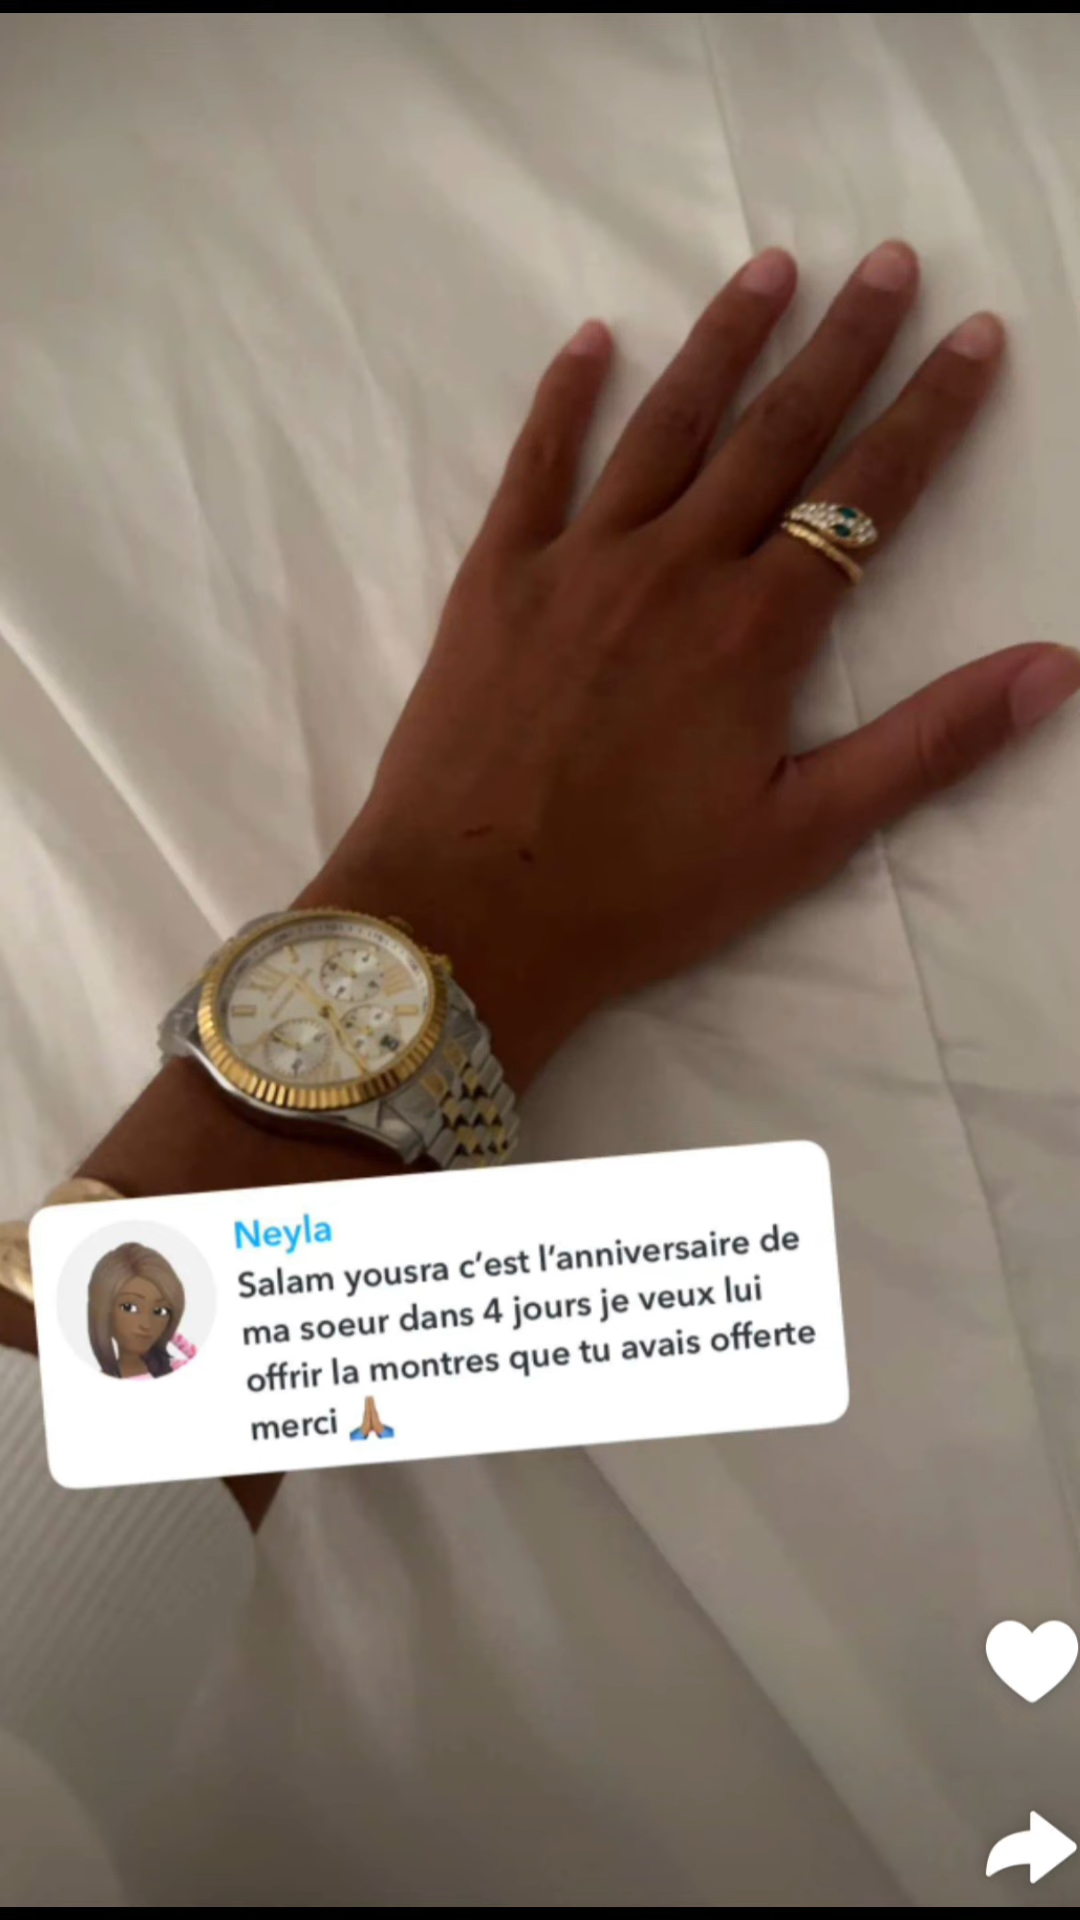 Neyla
Salam yousra c’est l’anniversaire de
ma soeur dans 4 jours je veux lui
offrir la montres que tu avais offerte
merci 🙏🏽